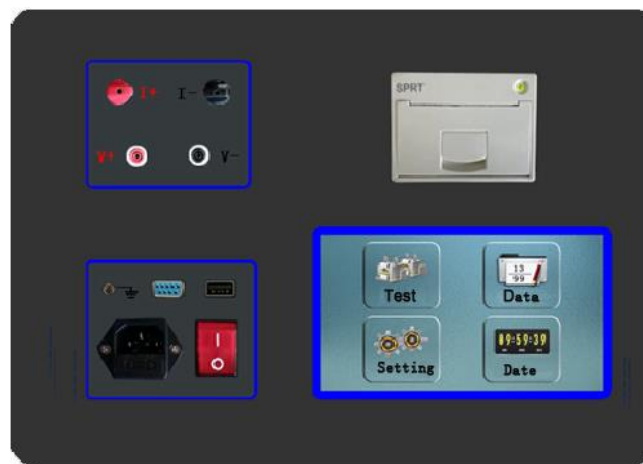 I+ I-
SPRT
V+ V-
Test
Data
13
'99
Setting
09:59:39
Date
I
O